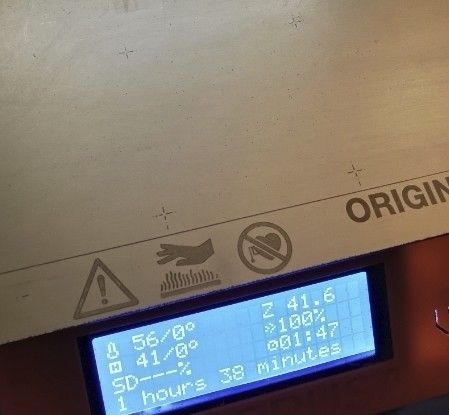 ORIGIN
56/0° Z 41.6
41/0° 100%
SD---% 01:47
1 hours 38 minutes